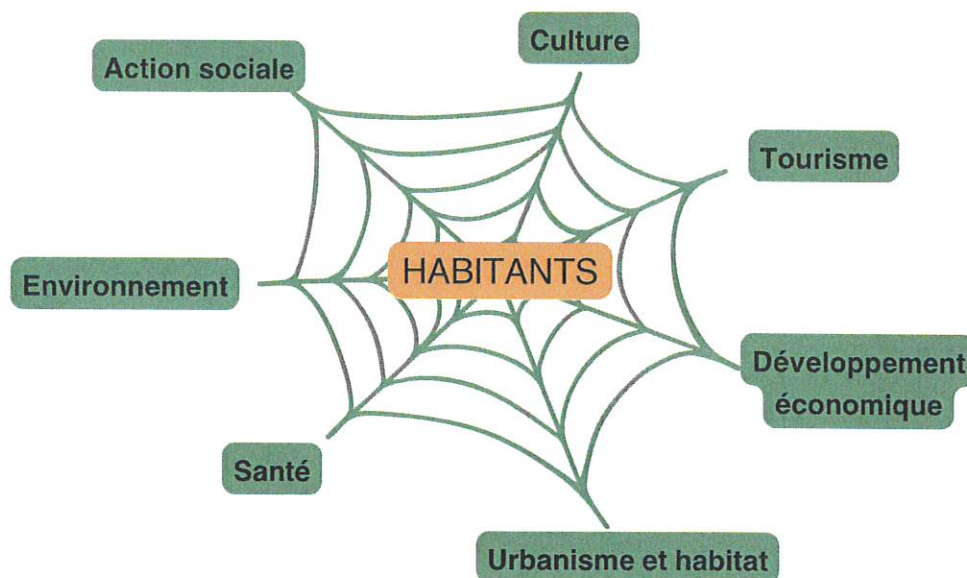 Culture
Action sociale
Tourisme
HABITANTS
Environnement
Développement
économique
Santé
Urbanisme et habitat